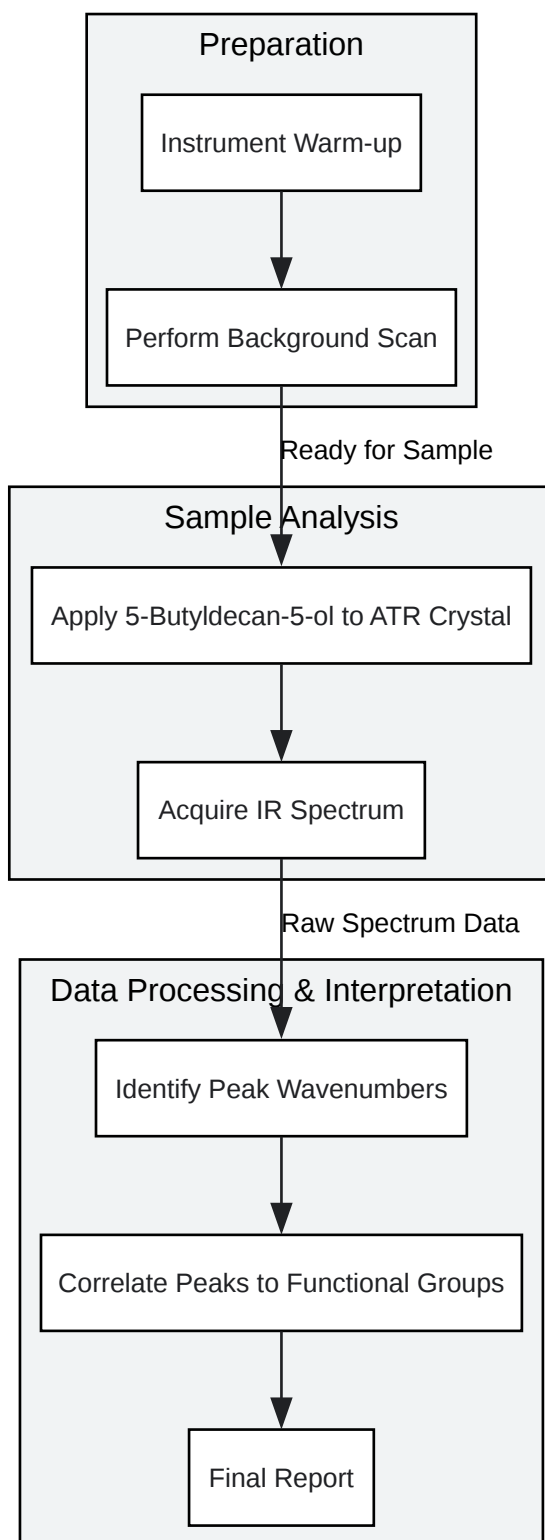 Preparation
Instrument Warm-up
Perform Background Scan
Ready for Sample
Sample Analysis
Apply 5-Butyldecan-5-ol to ATR Crystal
Acquire IR Spectrum
Raw Spectrum Data
Data Processing & Interpretation
Identify Peak Wavenumbers
Correlate Peaks to Functional Groups
Final Report